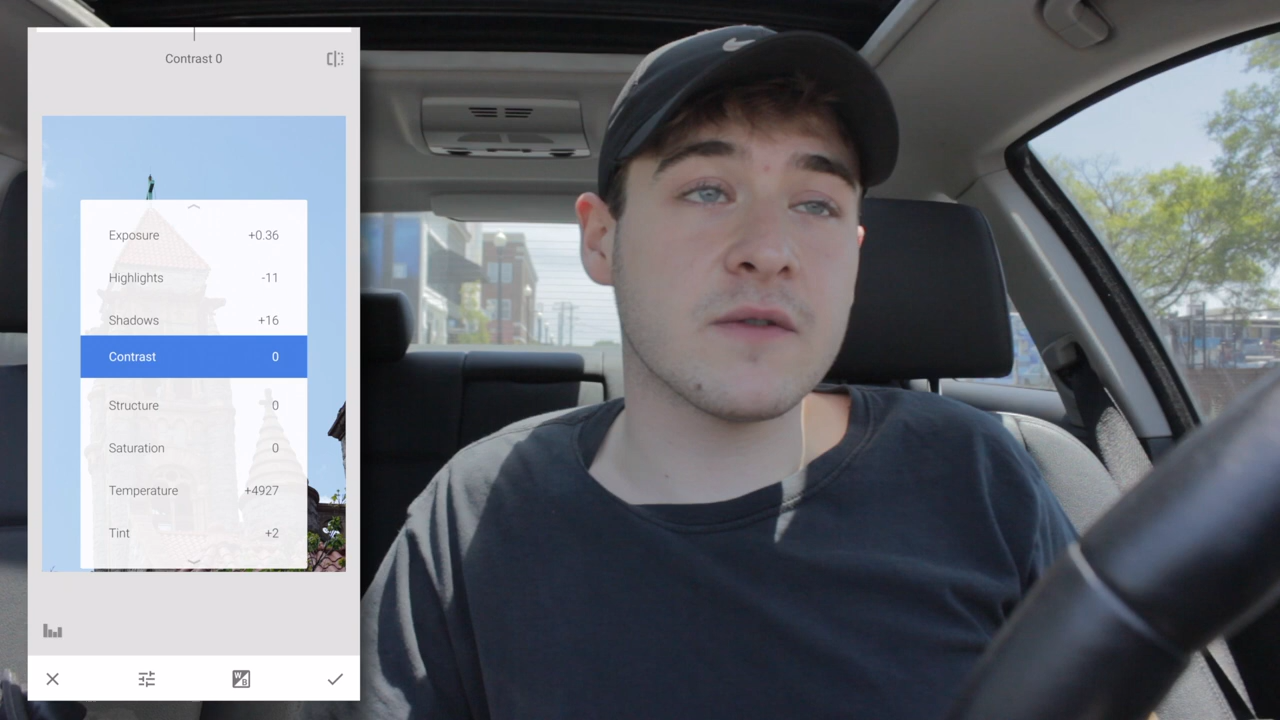 Contrast 0
Exposure +0.36
Highlights -11
Shadows +16
Contrast 0
Structure 0
Saturation 0
Temperature +4927
Tint +2
WB